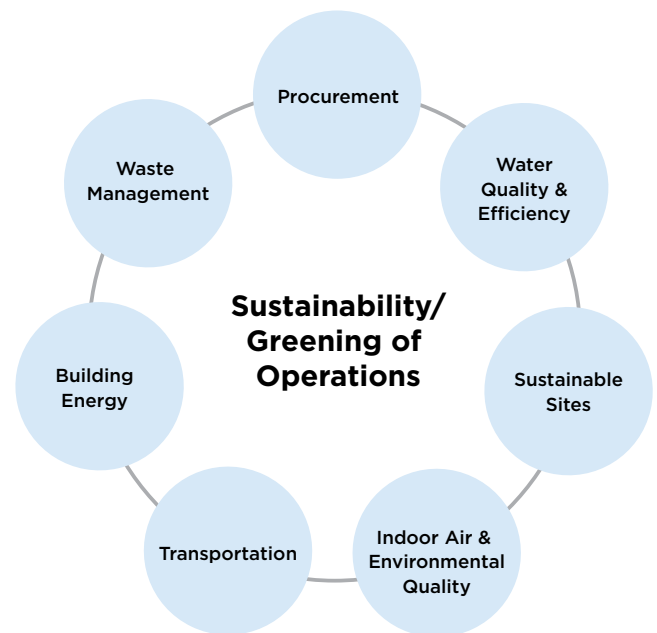 Procurement
Water
Quality &
Efficiency
Sustainable
Sites
Indoor Air &
Environmental
Quality
Transportation
Building
Energy
Waste
Management
Sustainability/
Greening of
Operations